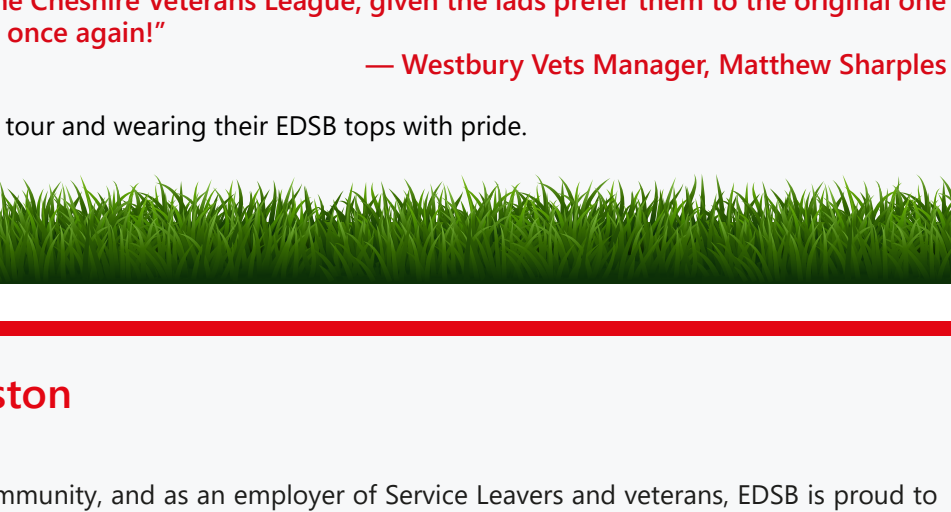 he Cheshire Veterans League, given the lads prefer them to the original one
once again!”
— Westbury Vets Manager, Matthew Sharples
tour and wearing their EDSB tops with pride.
ston
mmunity, and as an employer of Service Leavers and veterans, EDSB is proud to